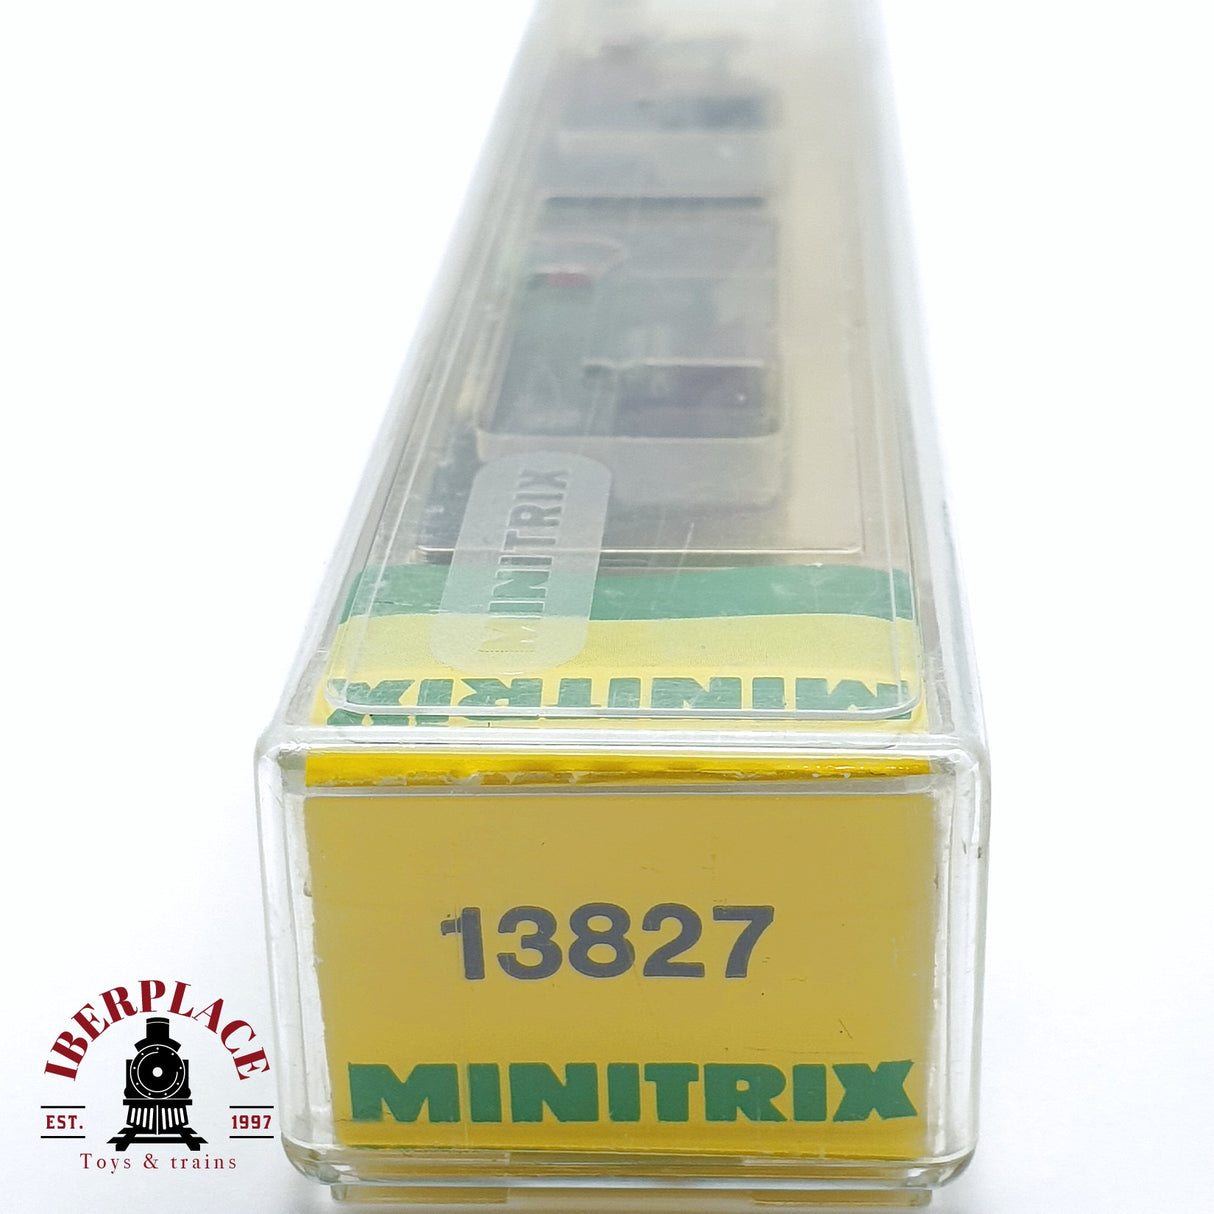 MINITRIX
MINITRIX
13827
MINITRIX
IBERPLACE
EST. 1997
Toys & trains